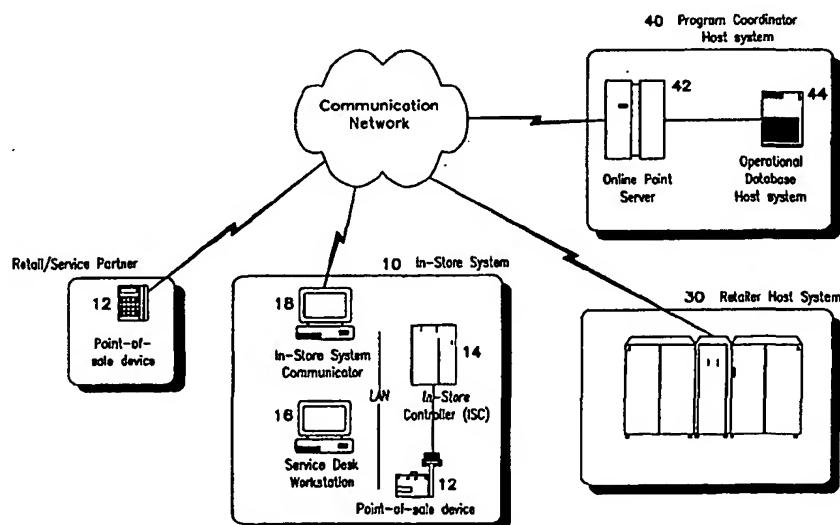 40 Program Coordinator
Host system
42
44
Communication
Network
Online Point
Server
Operational
Database
Host system
Retail/Service Partner
12
Point-of-
sale device
10 In-Store System
18
In-Store System
Communicator
LAN
14
In-Store
Controller (ISC)
16
Service Desk
Workstation
12
Point-of-sale device
30 Retailer Host System